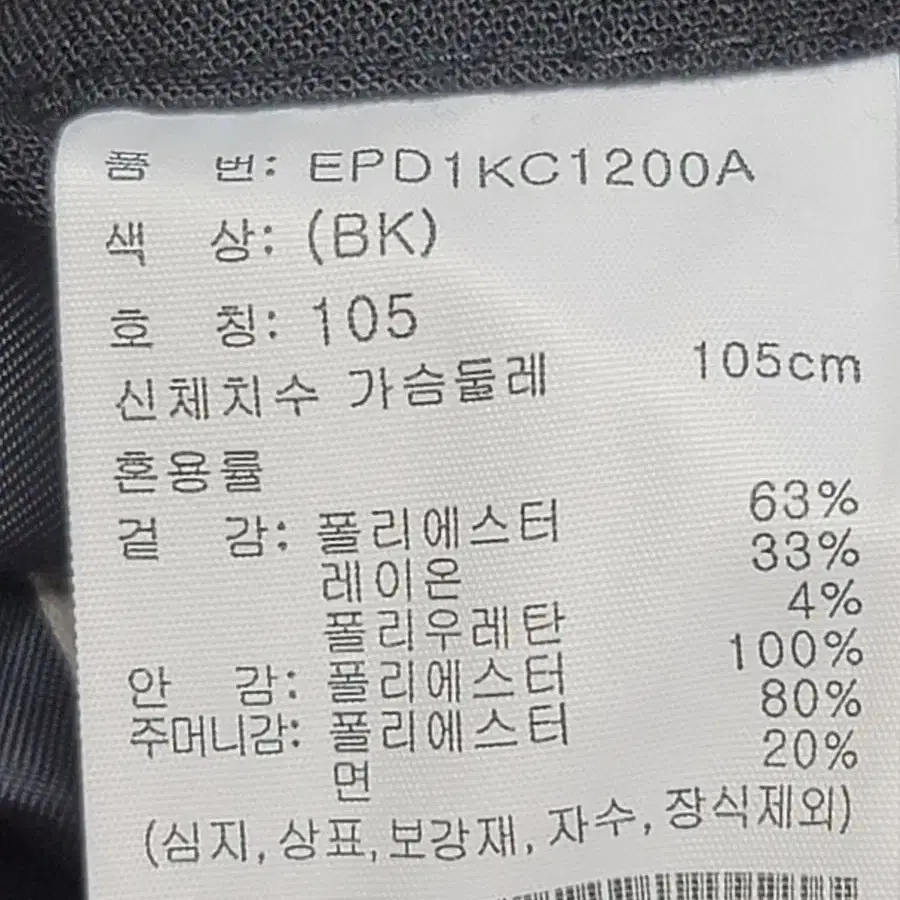 품 번: EPD1KC1200A
색 상: (BK)
호 칭: 105
신체치수 가슴둘레 105cm
혼용률
겉 감: 폴리에스터 63%
레이온 33%
폴리우레탄 4%
안 감: 폴리에스터 100%
주머니감: 폴리에스터 80%
면 20%
(심지, 상표, 보강재, 자수, 장식제외)